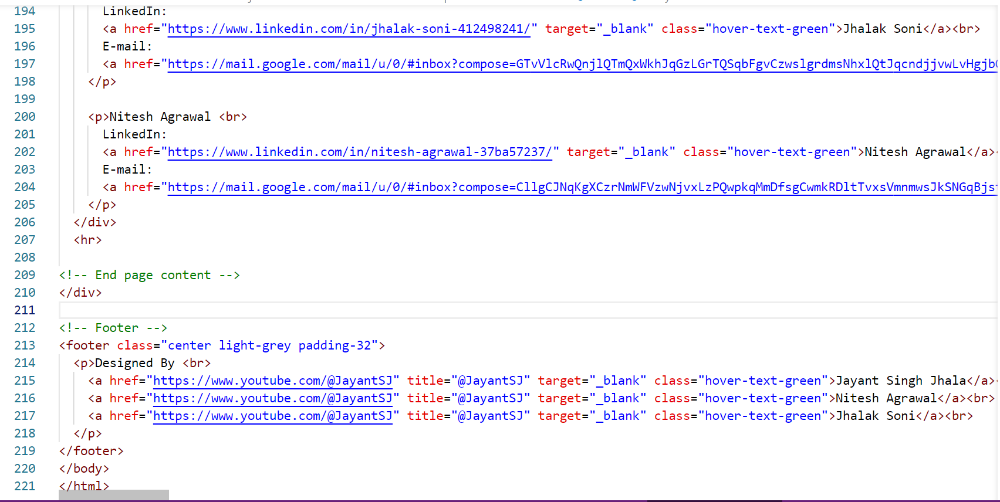 194 LinkedIn:
195 <a href="https://www.linkedin.com/in/jhalak-soni-412498241/" target="_blank" class="hover-text-green">Jhalak Soni</a><br>
196 E-mail:
197 <a href="https://mail.google.com/mail/u/0/#inbox?compose=GTvVlcRwQnjlQTmQxWkhJqGzLGrTQSqbFgvCzwslgrdmsNhxlQtJqcndjjvwLvHgjb
198 </p>
199
200 <p>Nitesh Agrawal <br>
201 LinkedIn:
202 <a href="https://www.linkedin.com/in/nitesh-agrawal-37ba57237/" target="_blank" class="hover-text-green">Nitesh Agrawal</a>
203 E-mail:
204 <a href="https://mail.google.com/mail/u/0/#inbox?compose=CllgCJNqKgXCzrNmWFVzwNjvxLzPQwpkqMmDfsgCwmkRDltTvxsVmnmwsJkSNGqBjs
205 </p>
206 </div>
207 <hr>
208
209 <!-- End page content -->
210 </div>
211
212 <!-- Footer -->
213 <footer class="center light-grey padding-32">
214 <p>Designed By <br>
215 <a href="https://www.youtube.com/@JayantSJ" title="@JayantSJ" target="_blank" class="hover-text-green">Jayant Singh Jhala</a>
216 <a href="https://www.youtube.com/@JayantSJ" title="@JayantSJ" target="_blank" class="hover-text-green">Nitesh Agrawal</a><br>
217 <a href="https://www.youtube.com/@JayantSJ" title="@JayantSJ" target="_blank" class="hover-text-green">Jhalak Soni</a><br>
218 </p>
219 </footer>
220 </body>
221 </html>